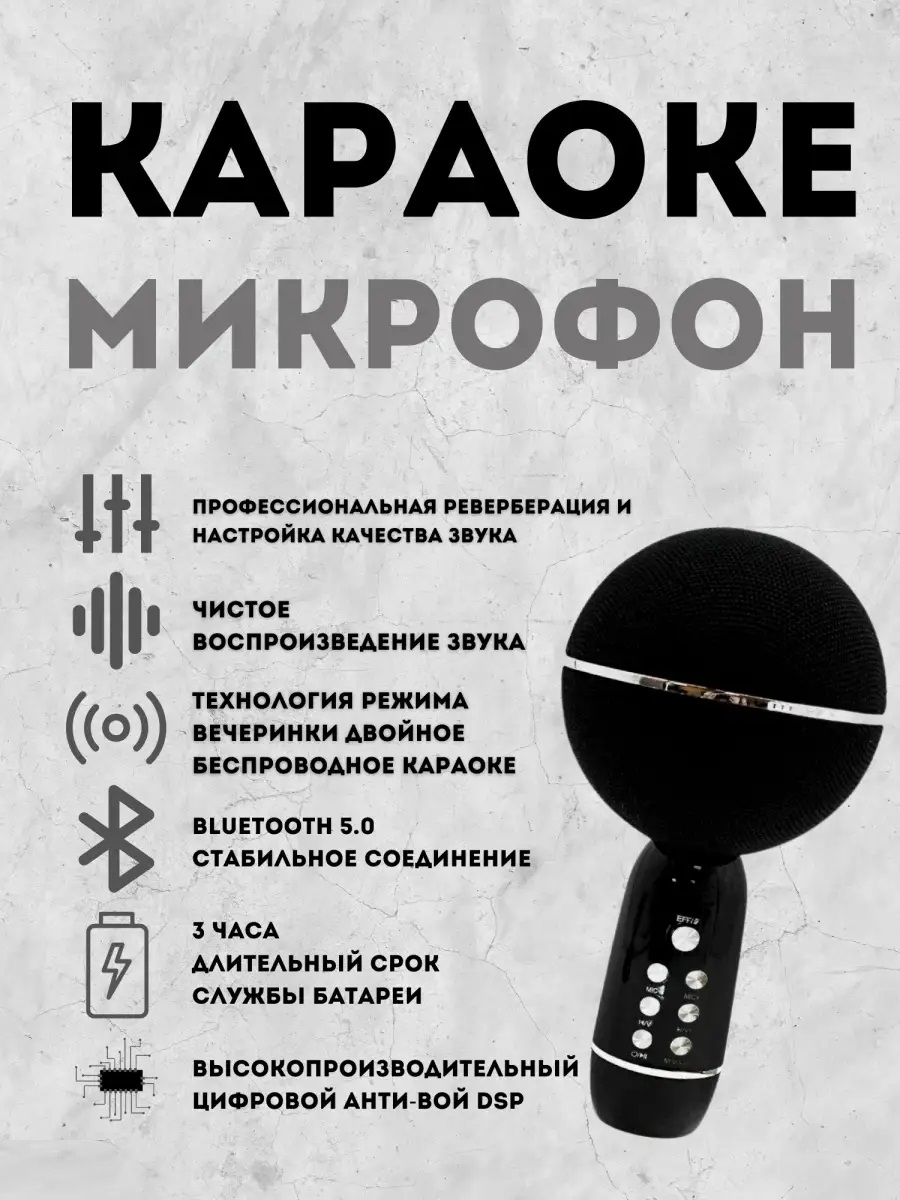 КАРАОКЕ
МИКРОФОН
ПРОФЕССИОНАЛЬНАЯ РЕВЕРБЕРАЦИЯ И
НАСТРОЙКА КАЧЕСТВА ЗВУКА
ЧИСТОЕ
ВОСПРОИЗВЕДЕНИЕ ЗВУКА
ТЕХНОЛОГИЯ РЕЖИМА
ВЕЧЕРИНКИ ДВОЙНОЕ
БЕСПРОВОДНОЕ КАРАОКЕ
BLUETOOTH 5.0
СТАБИЛЬНОЕ СОЕДИНЕНИЕ
3 ЧАСА
ДЛИТЕЛЬНЫЙ СРОК
СЛУЖБЫ БАТАРЕИ
ВЫСОКОПРОИЗВОДИТЕЛЬНЫЙ
ЦИФРОВОЙ АНТИ-ВОЙ DSP